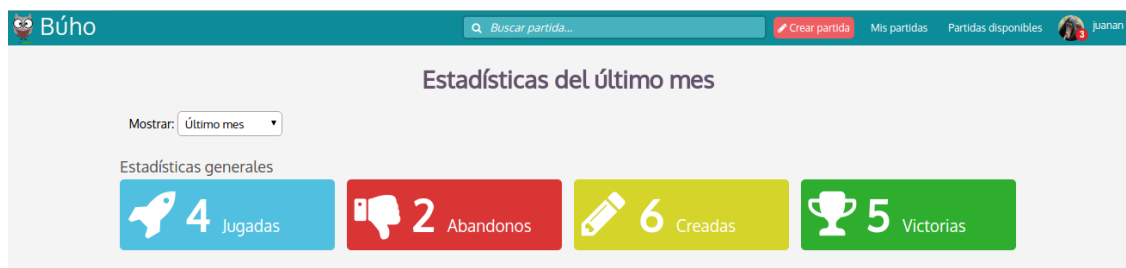 Búho
Buscar partida...
Crear partida
Mis partidas
Partidas disponibles
3
juanan
Estadísticas del último mes
Mostrar: Último mes
Estadísticas generales
4 Jugadas
2 Abandonos
6 Creadas
5 Victorias